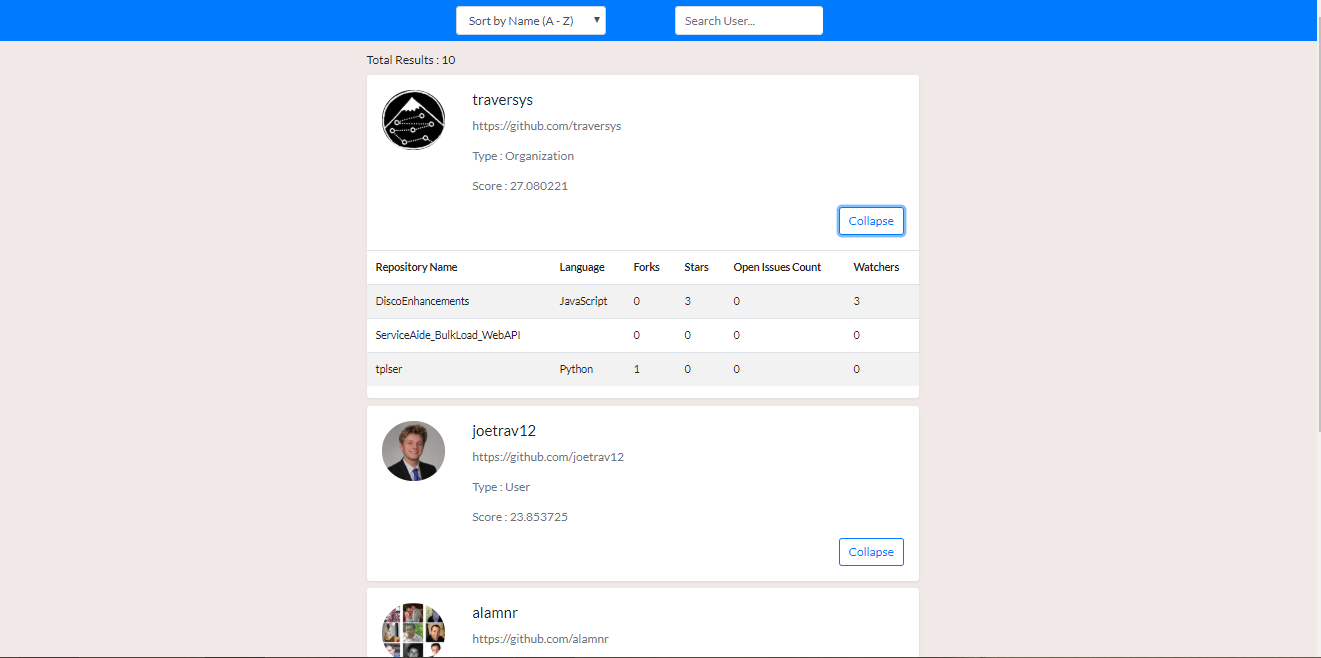 Sort by Name (A - Z) Search User...
Total Results : 10
traversys
https://github.com/traversys
Type : Organization
Score : 27.080221
Collapse
Repository Name Language Forks Stars Open Issues Count Watchers
DiscoEnhancements JavaScript 0 3 0 3
ServiceAide_BulkLoad_WebAPI 0 0 0 0
tplser Python 1 0 0 0
joetrav12
https://github.com/joetrav12
Type : User
Score : 23.853725
Collapse
alamnr
https://github.com/alamnr